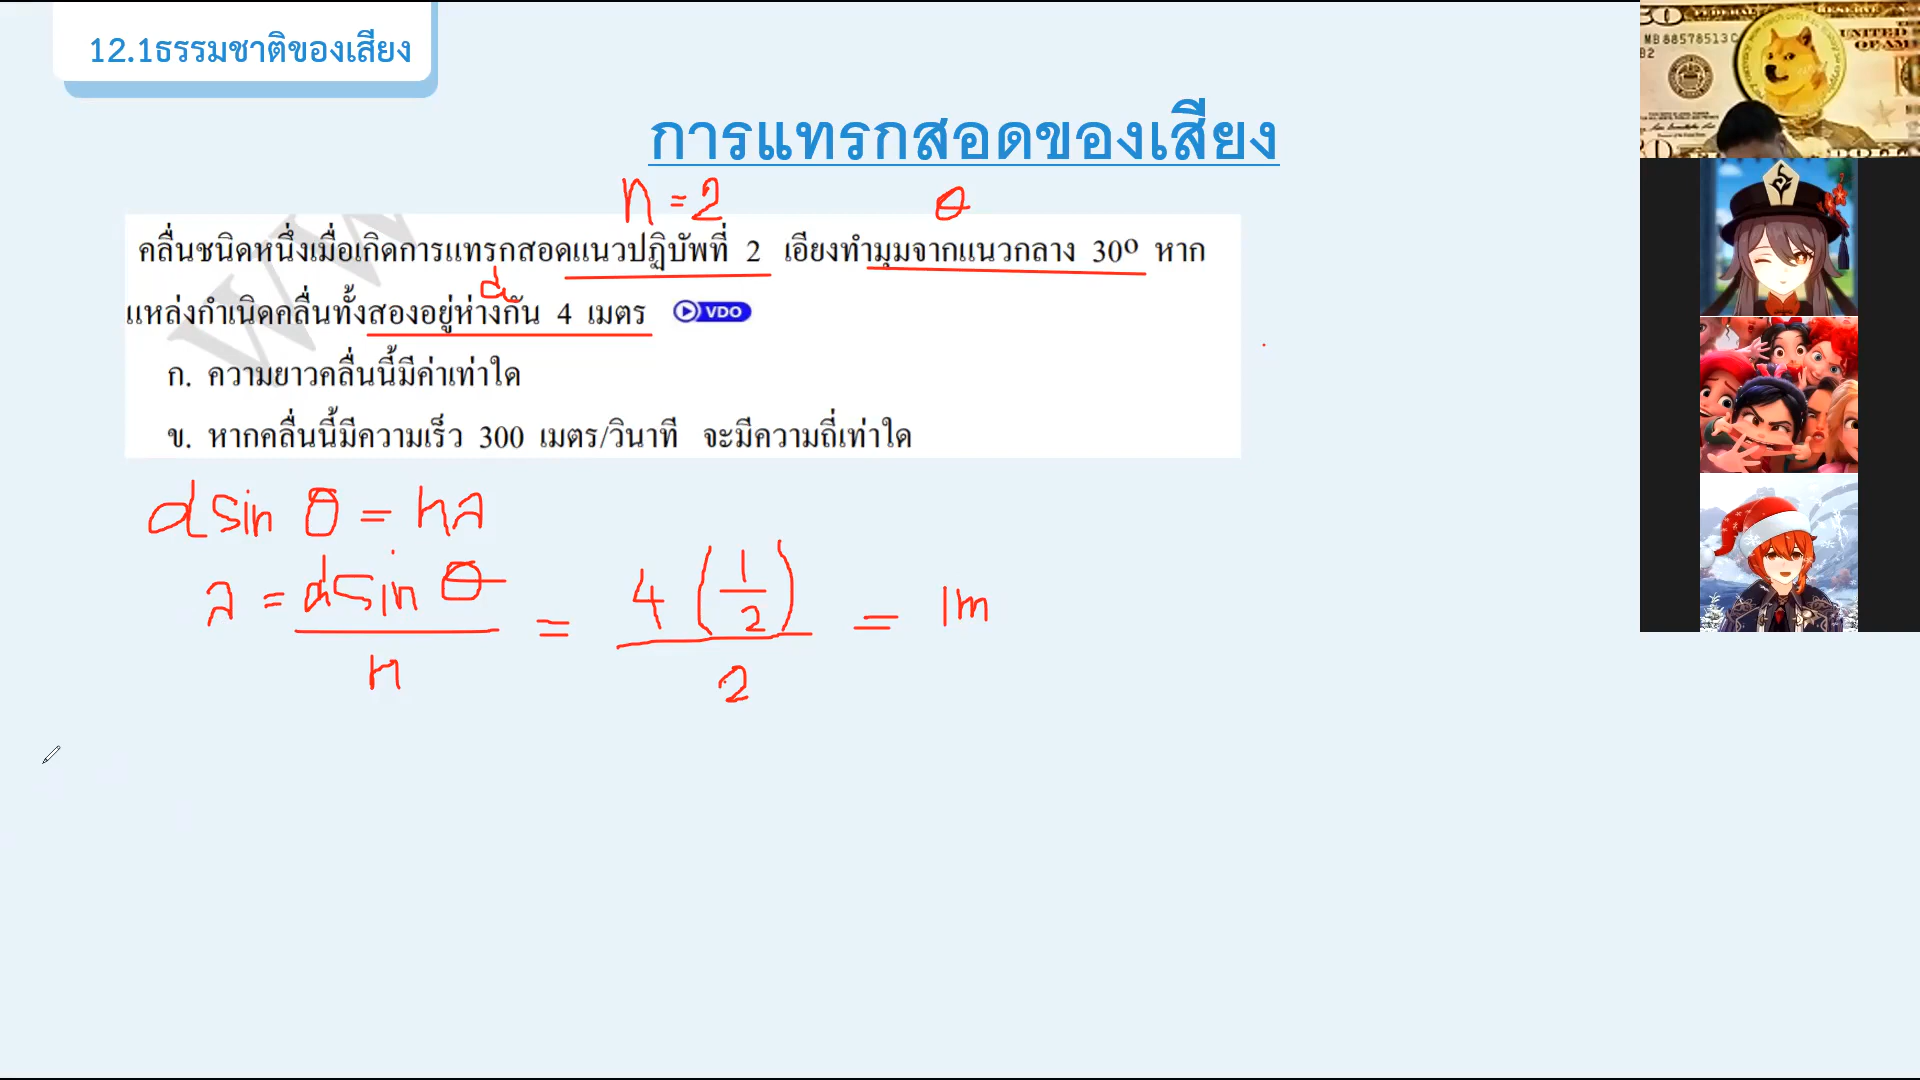 12.1ธรรมชาติของเสียง
การแทรกสอดของเสียง
n = 2
θ
คลื่นชนิดหนึ่งเมื่อเกิดการแทรกสอดแนวปฏิบัพที่ 2 เอียงทำมุมจากแนวกลาง 30º หาก
d
แหล่งกำเนิดคลื่นทั้งสองอยู่ห่างกัน 4 เมตร VDO
ก. ความยาวคลื่นนี้มีค่าเท่าใด
ข. หากคลื่นนี้มีความเร็ว 300 เมตร/วินาที จะมีความถี่เท่าใด
d sin θ = nλ
λ = d sin θ / n = 4 (1/2) / 2 = 1m
MB88578513C
UNITED
OF AM